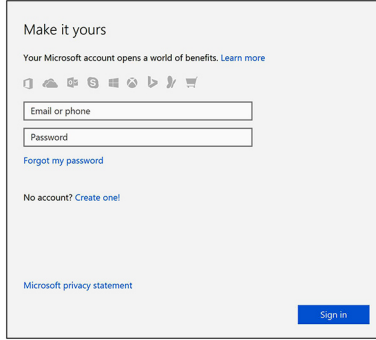 Make it yours
Your Microsoft account opens a world of benefits. Learn more
Email or phone
Password
Forgot my password
No account? Create one!
Microsoft privacy statement
Sign in